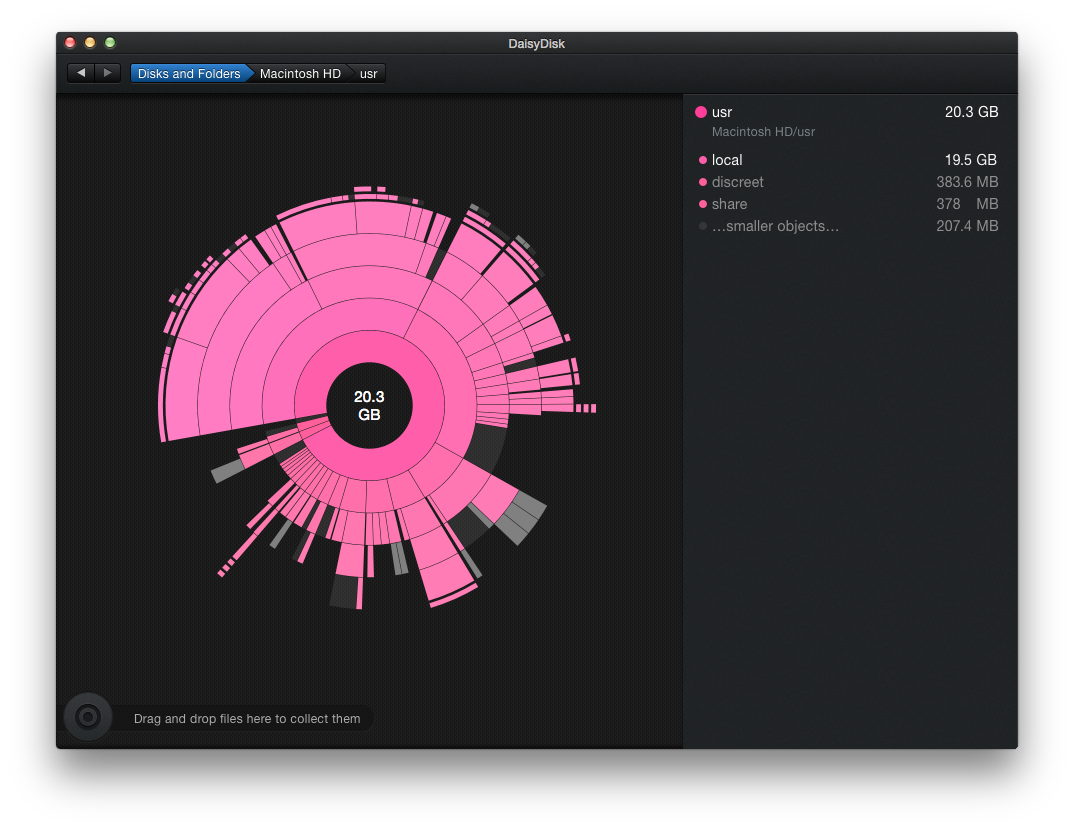 DaisyDisk
Disks and Folders Macintosh HD usr
usr 20.3 GB
Macintosh HD/usr
local 19.5 GB
discreet 383.6 MB
share 378 MB
…smaller objects… 207.4 MB
20.3
GB
Drag and drop files here to collect them